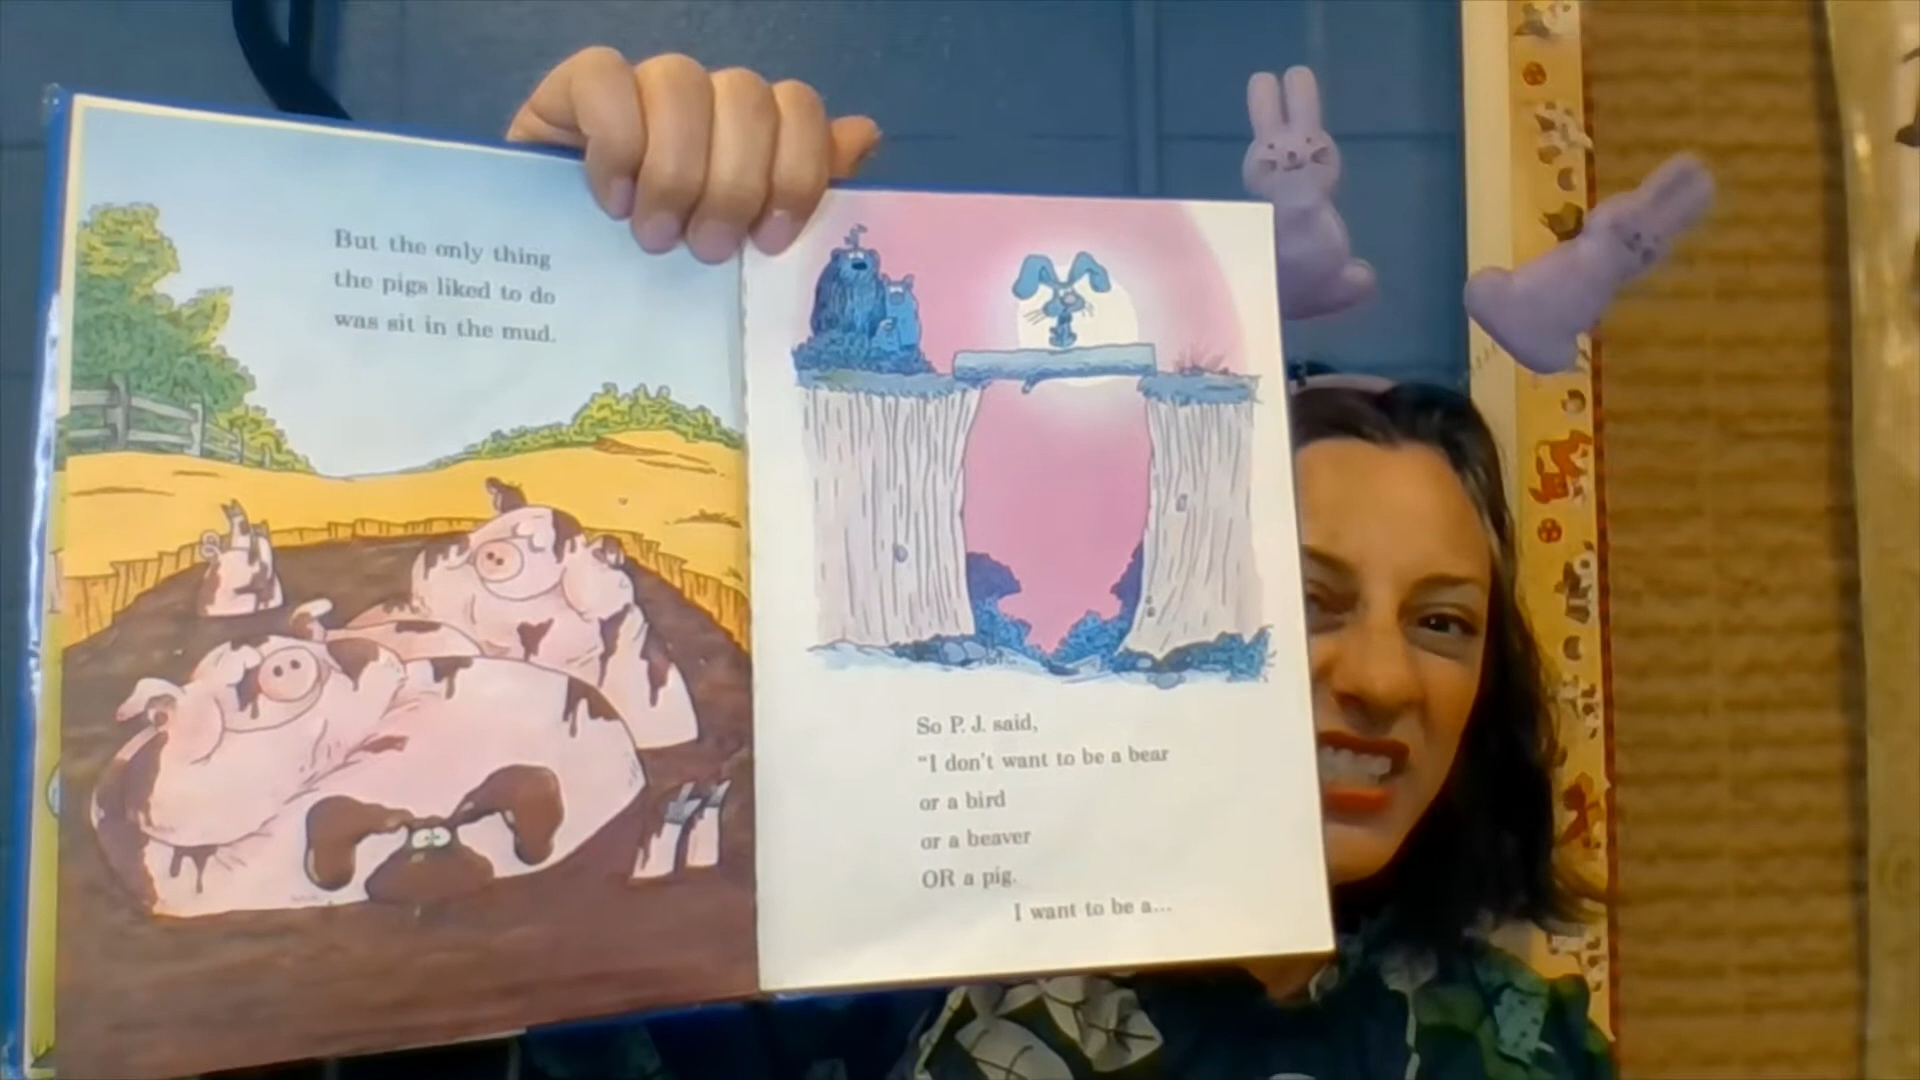 But the only thing
the pigs liked to do
was sit in the mud.
So P. J. said,
"I don't want to be a bear
or a bird
or a beaver
OR a pig.
I want to be a...